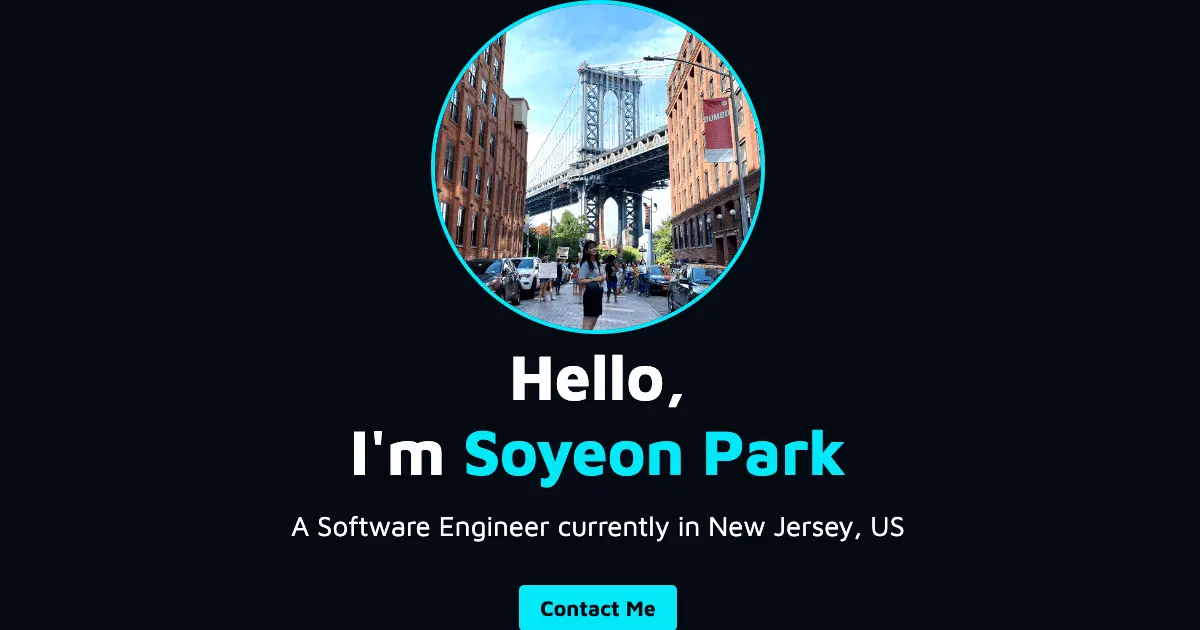 DUMBO
Hello,
I'm Soyeon Park
A Software Engineer currently in New Jersey, US
Contact Me